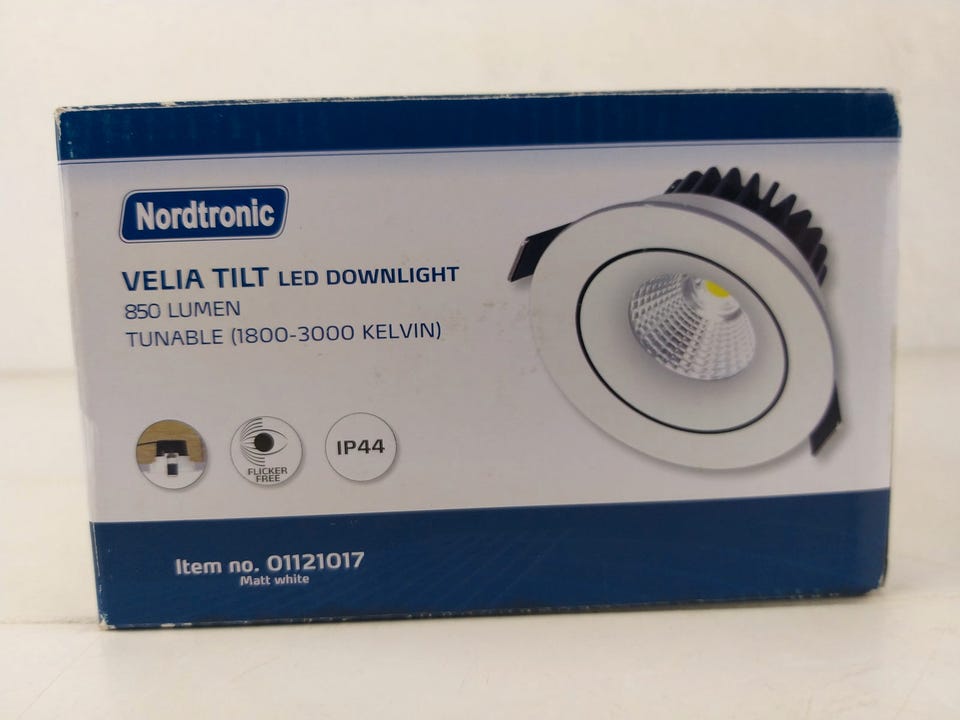 Nordtronic
VELIA TILT LED DOWNLIGHT
850 LUMEN
TUNABLE (1800-3000 KELVIN)
FLICKER
FREE
IP44
Item no. 01121017
Matt white